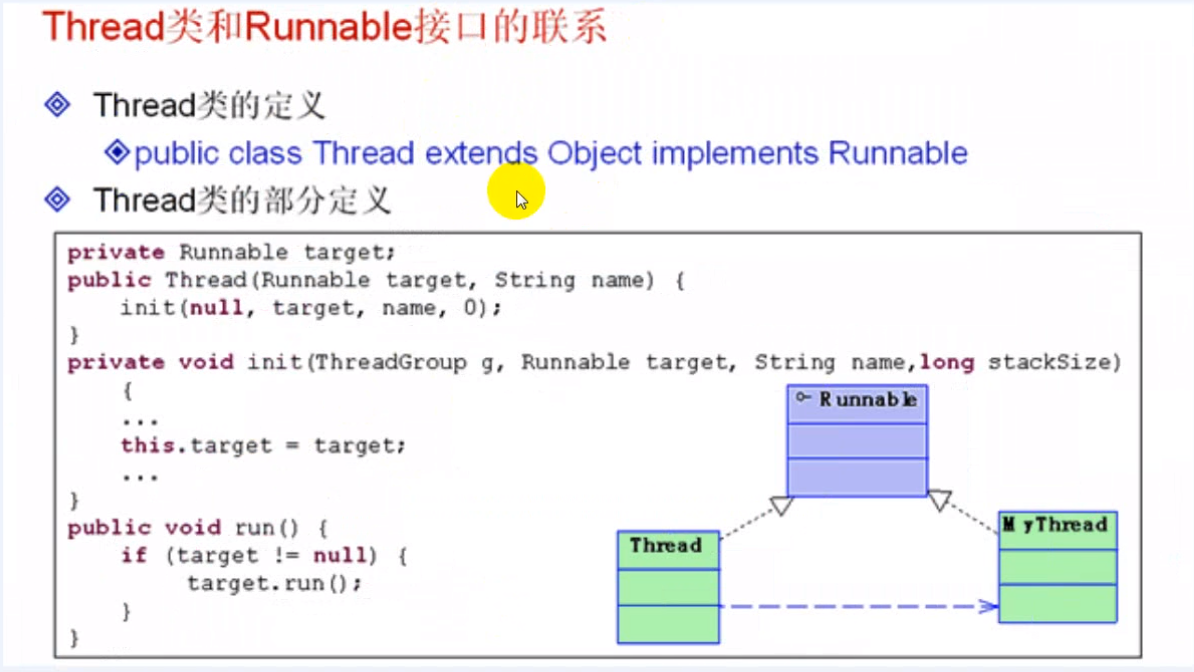 Thread类和Runnable接口的联系
Thread类的定义
public class Thread extends Object implements Runnable
Thread类的部分定义
private Runnable target;
public Thread(Runnable target, String name) {
init(null, target, name, 0);
}
private void init(ThreadGroup g, Runnable target, String name,long stackSize)
{
...
this.target = target;
...
}
public void run() {
if (target != null) {
target.run();
}
}
Runnable
Thread
MyThread